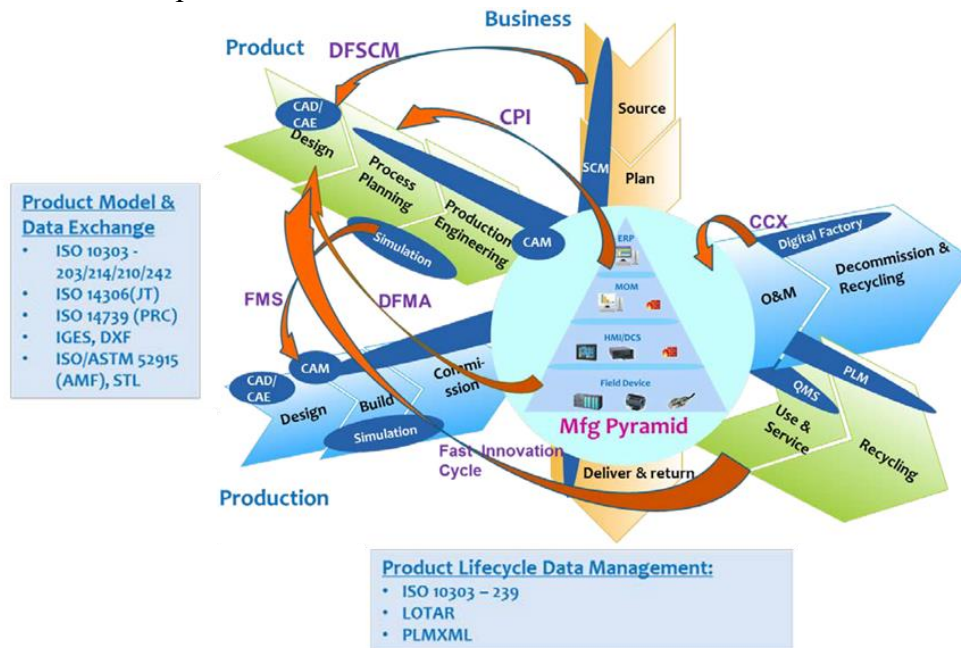 Business
Product
DFSCM
CAD/
CAE
Design
Source
CPI
Process
Planning
SCM
Plan
Production
Engineering
CAM
Simulation
Product Model &
Data Exchange
• ISO 10303 -
203/214/210/242
• ISO 14306(JT)
• ISO 14739 (PRC)
• IGES, DXF
• ISO/ASTM 52915
(AMF), STL
CCX
Digital Factory
Decommission &
Recycling
O&M
ERP
MOM
HMI/DCS
Field Device
Mfg Pyramid
FMS
DFMA
CAM
CAD/
CAE
Design
Build
Commi-
ssion
Simulation
PLM
QMS
Use &
Service
Recycling
Fast Innovation
Cycle
Deliver & return
Production
Product Lifecycle Data Management:
• ISO 10303 – 239
• LOTAR
• PLMXML